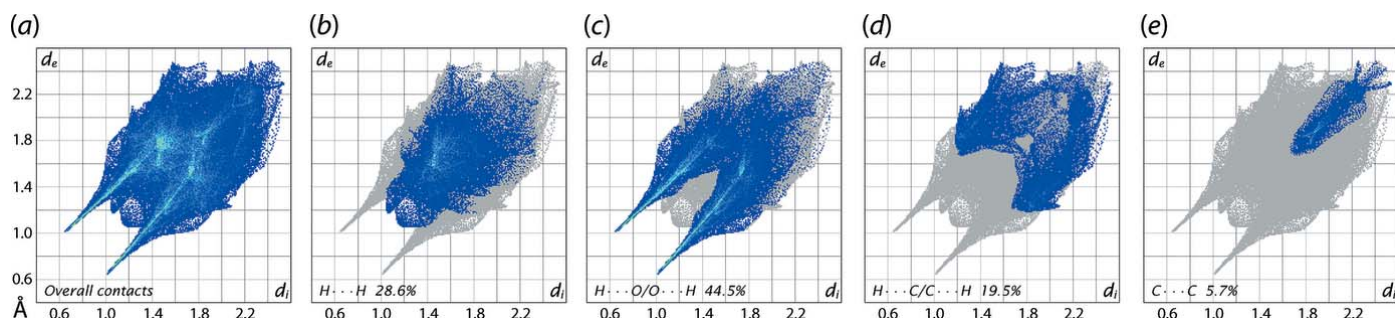 (a)
(b)
(c)
(d)
(e)
de
de
de
de
de
2.2
1.8
1.4
1.0
0.6
Å
Overall contacts
di
H···H 28.6%
di
H···O/O···H 44.5%
di
H···C/C···H 19.5%
di
C···C 5.7%
di
0.6 1.0 1.4 1.8 2.2
0.6 1.0 1.4 1.8 2.2
0.6 1.0 1.4 1.8 2.2
0.6 1.0 1.4 1.8 2.2
0.6 1.0 1.4 1.8 2.2